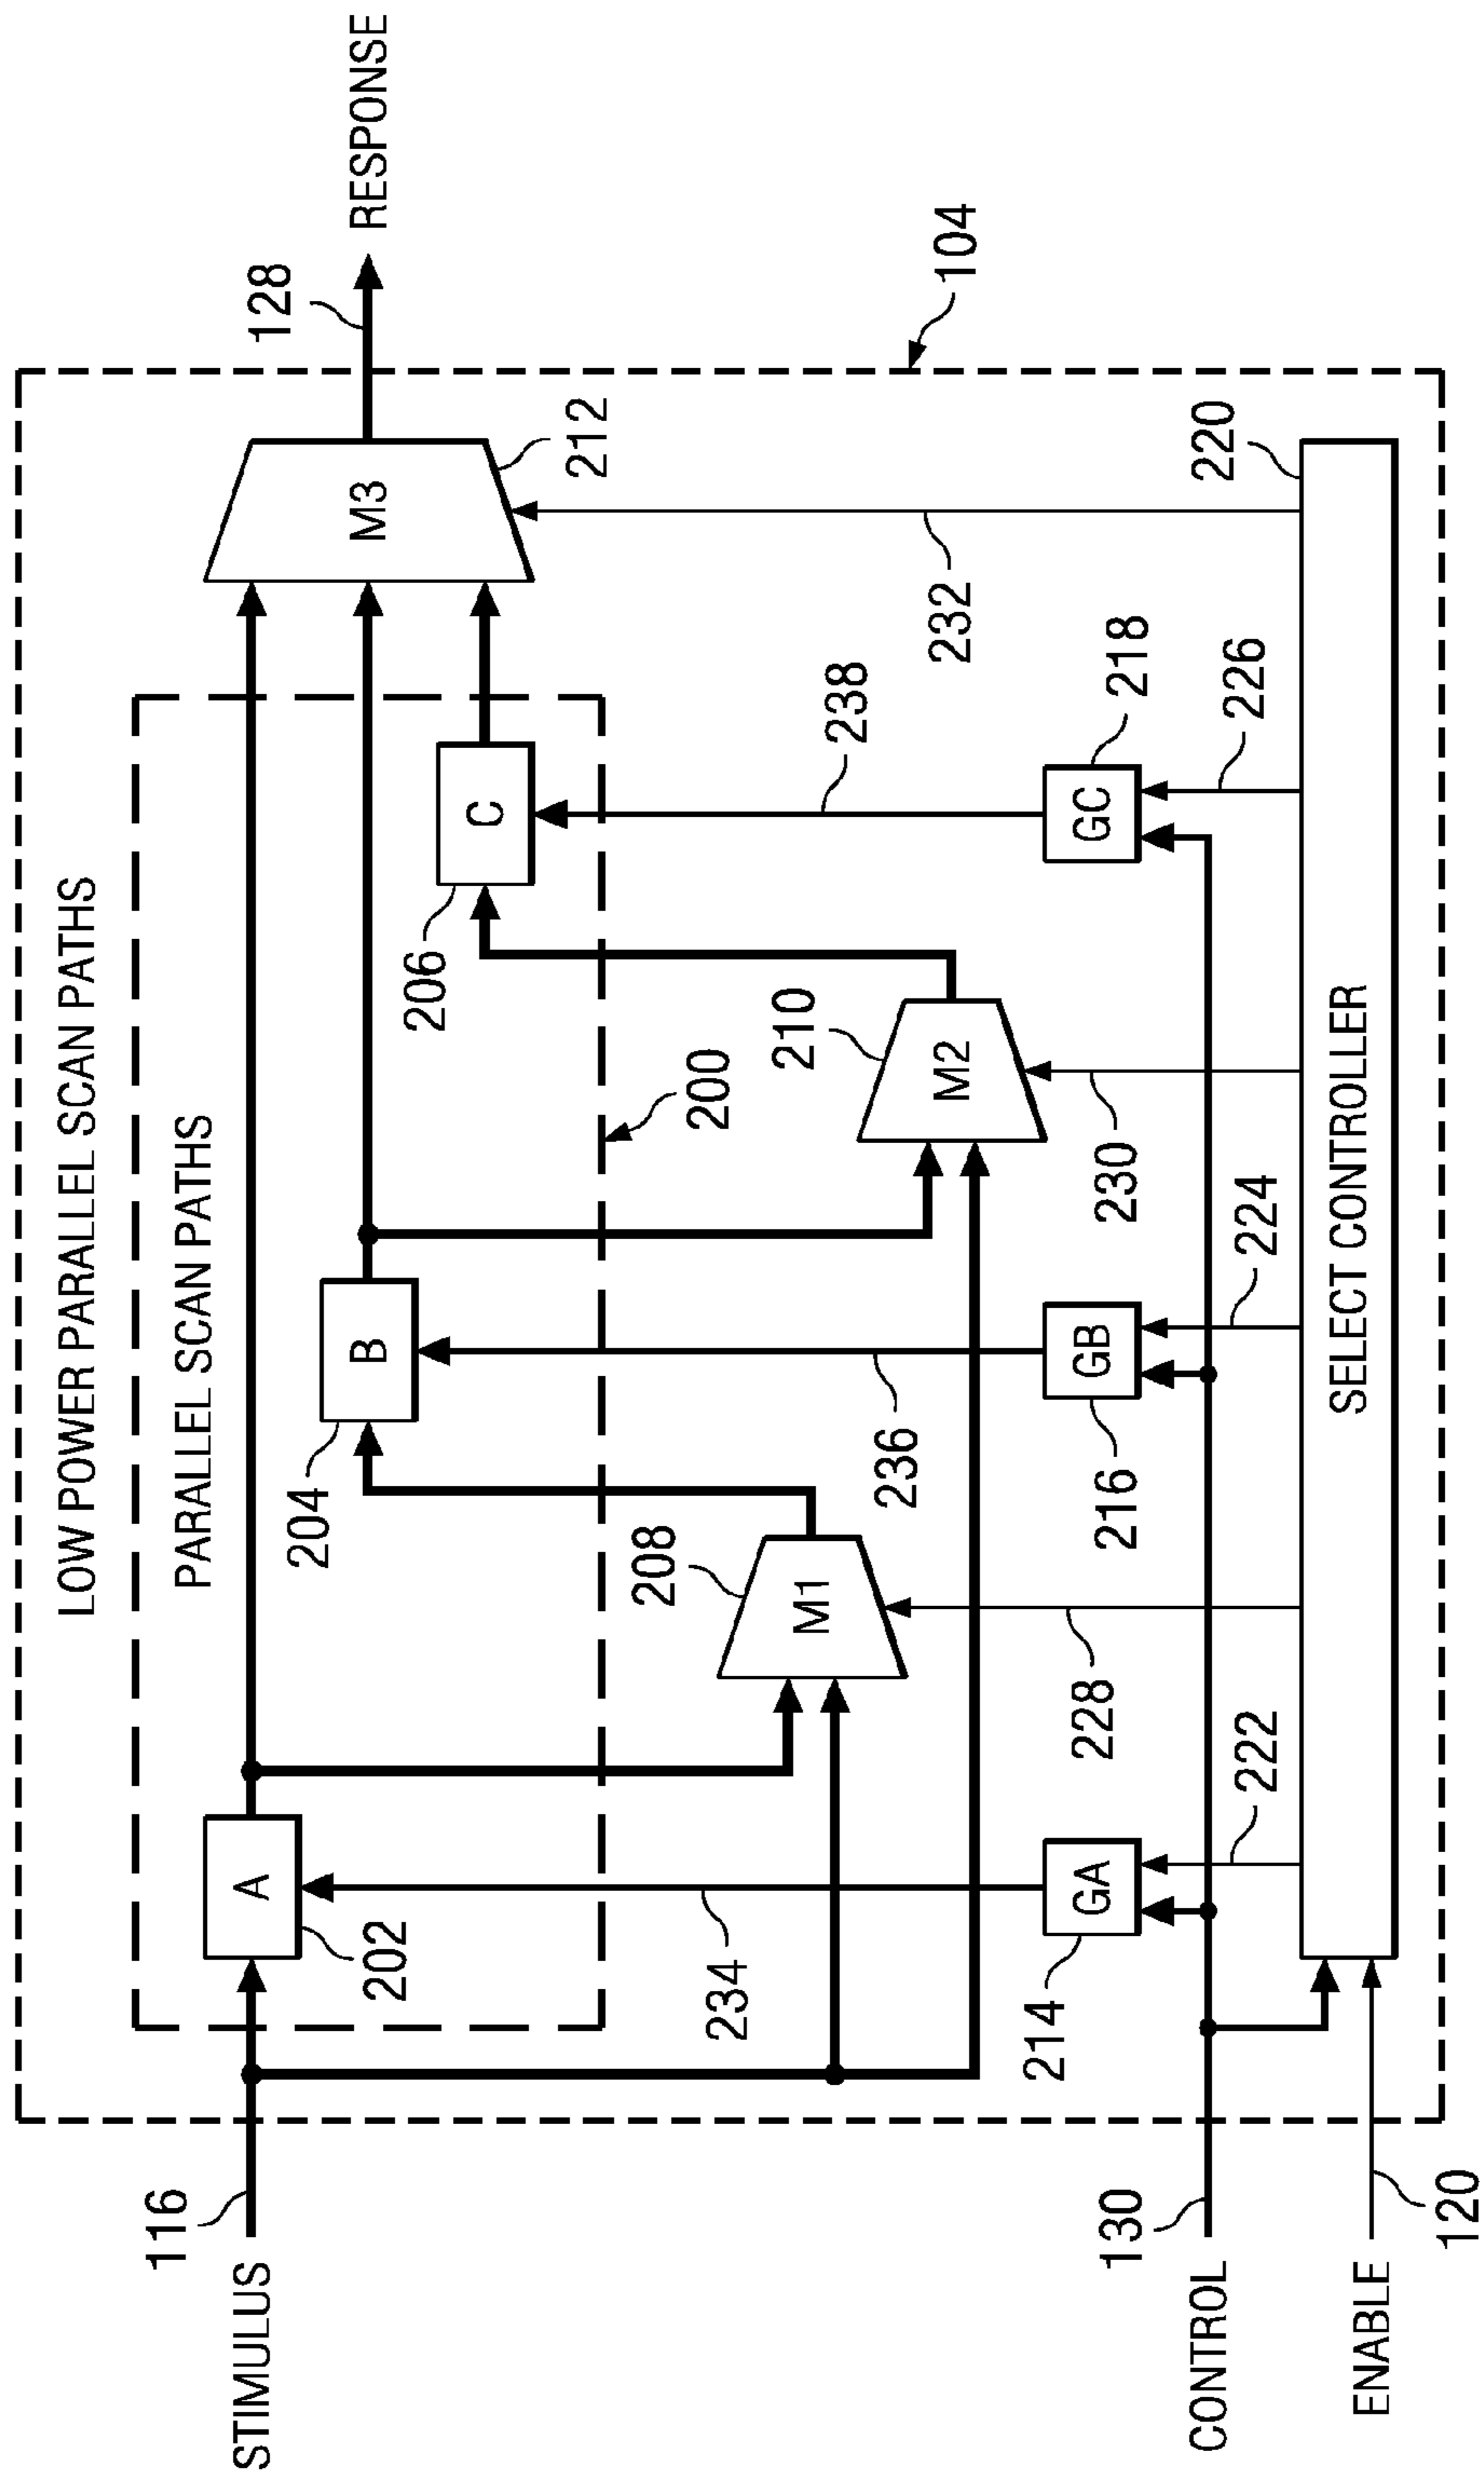 LOW POWER PARALLEL SCAN PATHS
PARALLEL SCAN PATHS
STIMULUS
116
A
202
204
B
206
C
M3
212
128
RESPONSE
104
200
208
M1
210
M2
234
236
238
232
214
GA
216
GB
GC
218
222
228
224
230
226
220
CONTROL
130
SELECT CONTROLLER
ENABLE
120